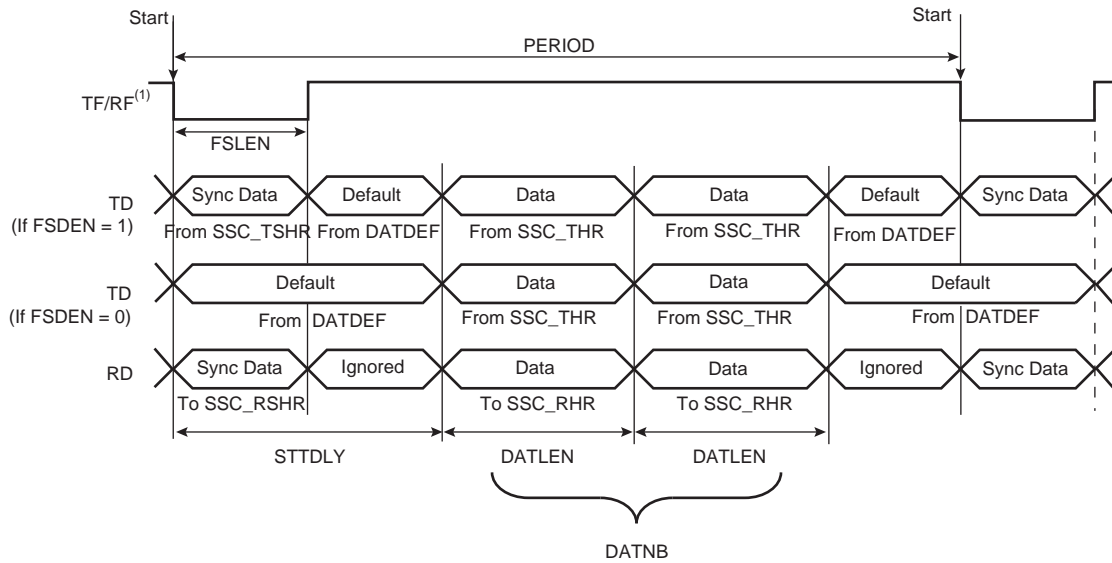 Start
Start
PERIOD
TF/RF(1)
FSLEN
TD
(If FSDEN = 1)
Sync Data
Default
Data
Data
Default
Sync Data
From SSC_TSHR
From DATDEF
From SSC_THR
From SSC_THR
From DATDEF
TD
(If FSDEN = 0)
Default
Data
Data
Default
From DATDEF
From SSC_THR
From SSC_THR
From DATDEF
RD
Sync Data
Ignored
Data
Data
Ignored
Sync Data
To SSC_RSHR
To SSC_RHR
To SSC_RHR
STTDLY
DATLEN
DATLEN
DATNB